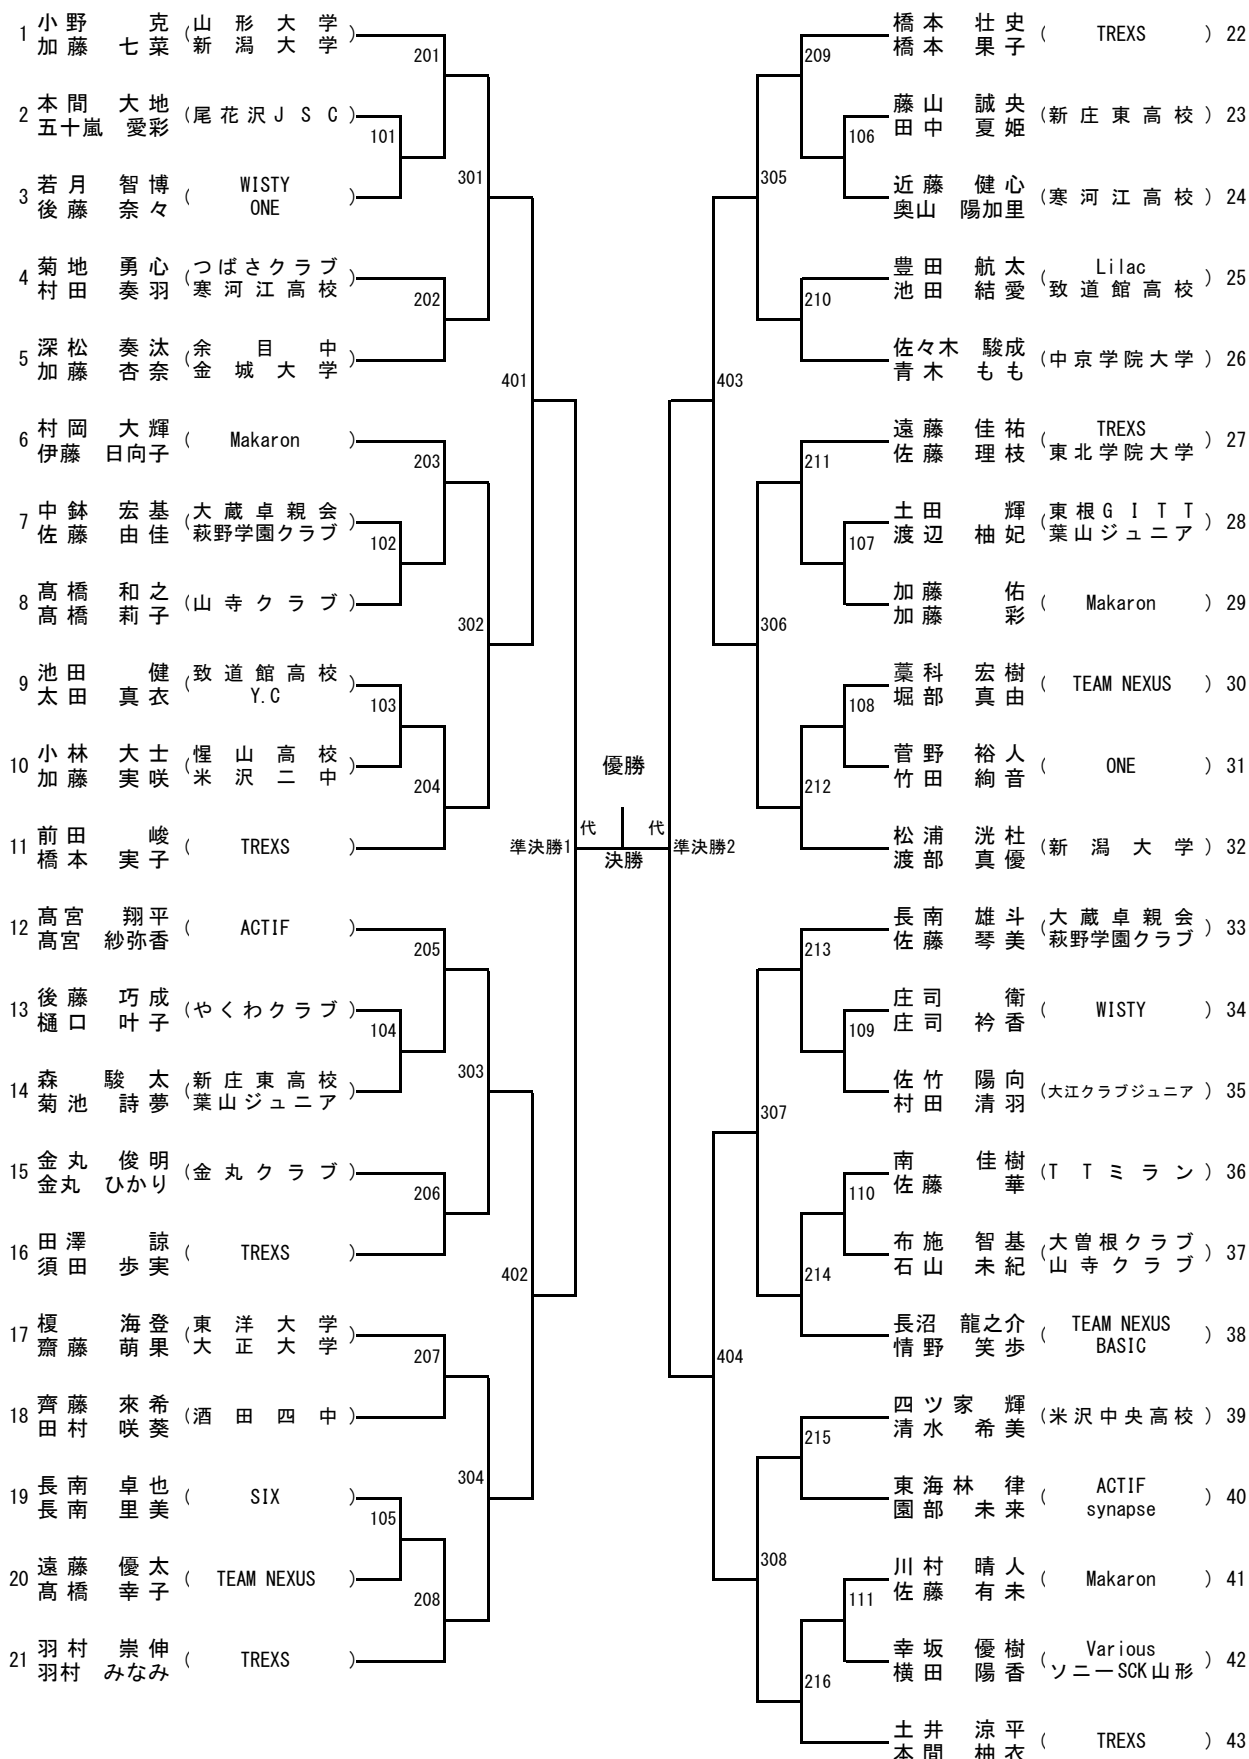 1 小野 克 (山形大学)
加藤 七菜 新潟大学
201
2 本間 大地 (尾花沢JSC)
五十嵐 愛彩
101
3 若月 智博 ( WISTY )
後藤 奈々 ONE
301
4 菊地 勇心 (つばさクラブ)
村田 奏羽 寒河江高校
202
5 深松 奏汰 (余目中)
加藤 杏奈 金城大学
401
6 村岡 大輝 ( Makaron )
伊藤 日向子
203
7 中鉢 宏基 (大蔵卓親会)
佐藤 由佳 萩野学園クラブ
102
8 髙橋 和之 (山寺クラブ)
髙橋 莉子
302
9 池田 健 (致道館高校)
太田 真衣 Y.C
103
10 小林 大士 (惺山高校)
加藤 実咲 米沢二中
204
11 前田 峻 ( TREXS )
橋本 実子
準決勝1
12 髙宮 翔平 ( ACTIF )
髙宮 紗弥香
205
13 後藤 巧成 (やくわクラブ)
樋口 叶子
104
14 森 駿太 (新庄東高校)
菊池 詩夢 葉山ジュニア
303
15 金丸 俊明 (金丸クラブ)
金丸 ひかり
206
16 田澤 諒 ( TREXS )
須田 歩実
402
17 榎 海登 (東洋大学)
齋藤 萌果 大正大学
207
18 齊藤 來希 (酒田四中)
田村 咲葵
304
19 長南 卓也 ( SIX )
長南 里美
105
20 遠藤 優太 ( TEAM NEXUS )
髙橋 幸子
208
21 羽村 崇伸 ( TREXS )
羽村 みなみ
優勝
代 代
決勝
橋本 壮史 ( TREXS ) 22
橋本 果子
209
藤山 誠央 (新庄東高校) 23
田中 夏姫
106
近藤 健心 (寒河江高校) 24
奥山 陽加里
305
豊田 航太 ( Lilac ) 25
池田 結愛 致道館高校
210
佐々木 駿成 (中京学院大学) 26
青木 もも
403
遠藤 佳祐 ( TREXS ) 27
佐藤 理枝 東北学院大学
211
土田 輝 (東根GITT) 28
渡辺 柚妃 葉山ジュニア
107
加藤 佑 ( Makaron ) 29
加藤 彩
306
藁科 宏樹 ( TEAM NEXUS ) 30
堀部 真由
108
菅野 裕人 ( ONE ) 31
竹田 絢音
212
松浦 洸杜 (新潟大学) 32
渡部 真優
準決勝2
長南 雄斗 (大蔵卓親会) 33
佐藤 琴美 萩野学園クラブ
213
庄司 衛 ( WISTY ) 34
庄司 衿香
109
佐竹 陽向 (大江クラブジュニア) 35
村田 清羽
307
南 佳樹 (TTミラン) 36
佐藤 華
110
布施 智基 (大曽根クラブ) 37
石山 未紀 山寺クラブ
214
長沼 龍之介 ( TEAM NEXUS ) 38
情野 笑歩 BASIC
404
四ツ家 輝 (米沢中央高校) 39
清水 希美
215
東海林 律 ( ACTIF ) 40
園部 未来 synapse
308
川村 晴人 ( Makaron ) 41
佐藤 有未
111
幸坂 優樹 ( Various ) 42
横田 陽香 ソニーSCK山形
216
土井 涼平 ( TREXS ) 43
本間 柚衣